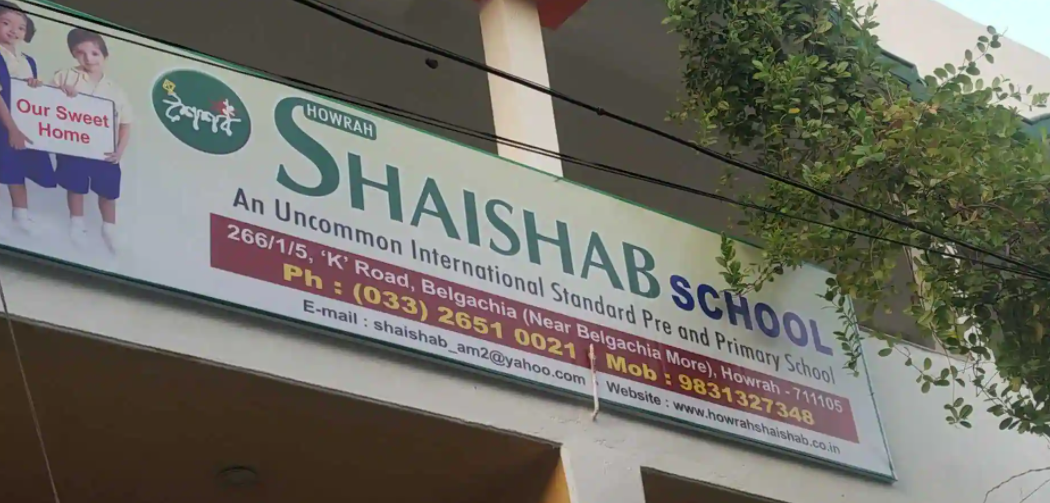 Our Sweet
Home
শৈশব
HOWRAH
SHAISHAB SCHOOL
An Uncommon International Standard Pre and Primary School
266/1/5, 'K' Road, Belgachia (Near Belgachia More), Howrah - 711105
Ph : (033) 2651 0021 Mob : 9831327348
E-mail : shaishab_am2@yahoo.com Website : www.howrahshaishab.co.in